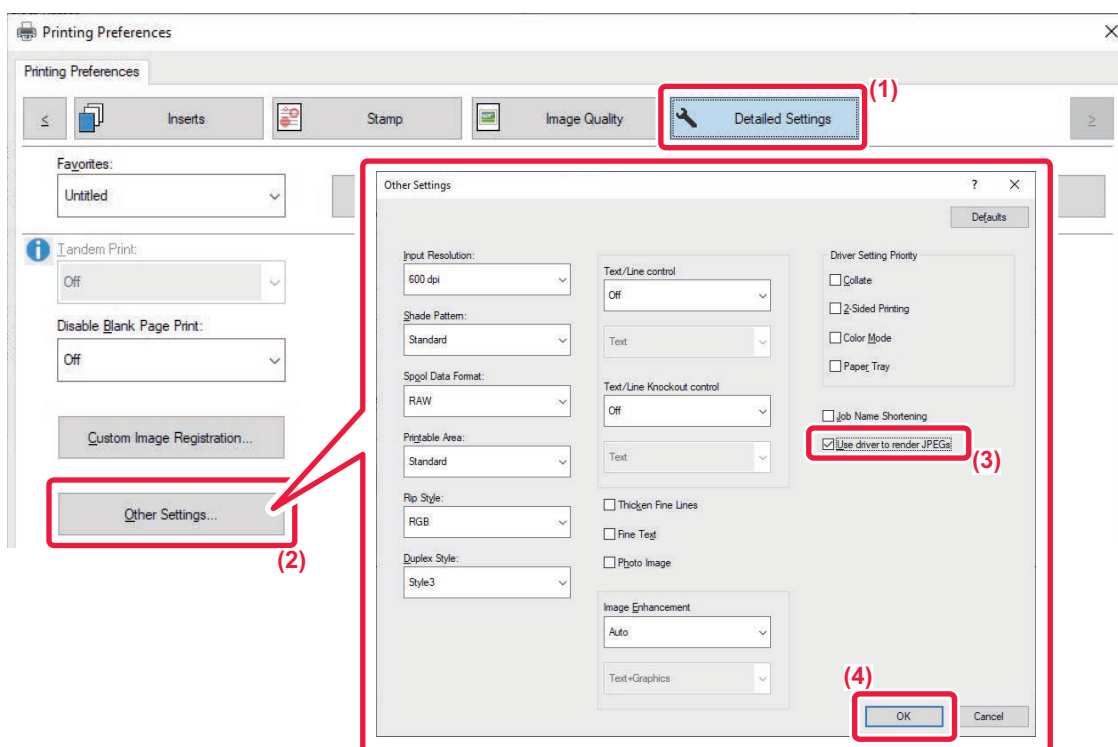 Printing Preferences
Printing Preferences
(1)
< Inserts Stamp Image Quality Detailed Settings >
Favorites:
Untitled
Tandem Print:
Off
Disable Blank Page Print:
Off
Custom Image Registration...
Other Settings...
(2)
Other Settings ?
Defaults
Input Resolution:
600 dpi
Shade Pattern:
Standard
Spool Data Format:
RAW
Printable Area:
Standard
Rip Style:
RGB
Duplex Style:
Style3
Text/Line control
Off
Text
Text/Line Knockout control
Off
Text
Thicken Fine Lines
Fine Text
Photo Image
Image Enhancement
Auto
Text+Graphics
Driver Setting Priority
Collate
2-Sided Printing
Color Mode
Paper Tray
Job Name Shortening
Use driver to render JPEGs
(3)
(4)
OK Cancel